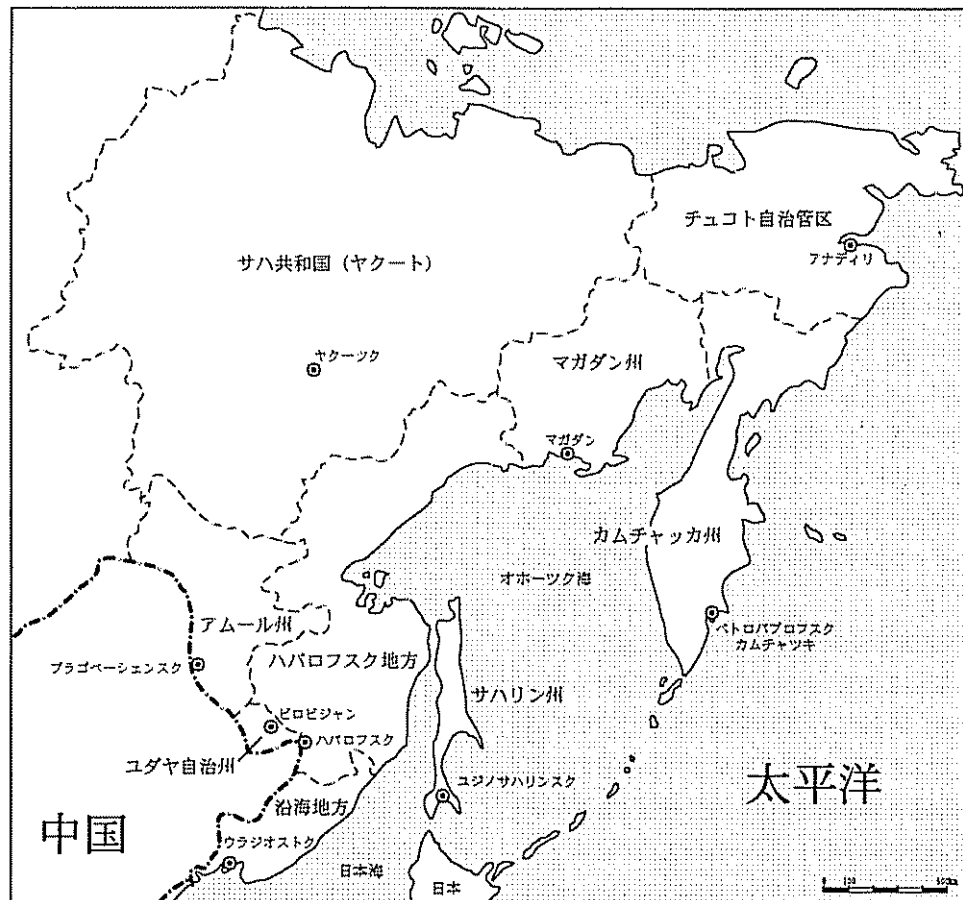 チュコト自治管区
アナディリ
サハ共和国（ヤクート）
ヤクーツク
マガダン州
マガダン
カムチャッカ州
オホーツク海
ペトロパブロフスク
カムチャツキ
アムール州
ハバロフスク地方
ブラゴベーシェンスク
サハリン州
ビロビジャン
ハバロフスク
ユダヤ自治州
ユジノサハリンスク
太平洋
沿海地方
中国
ウラジオストク
日本海
日本
0